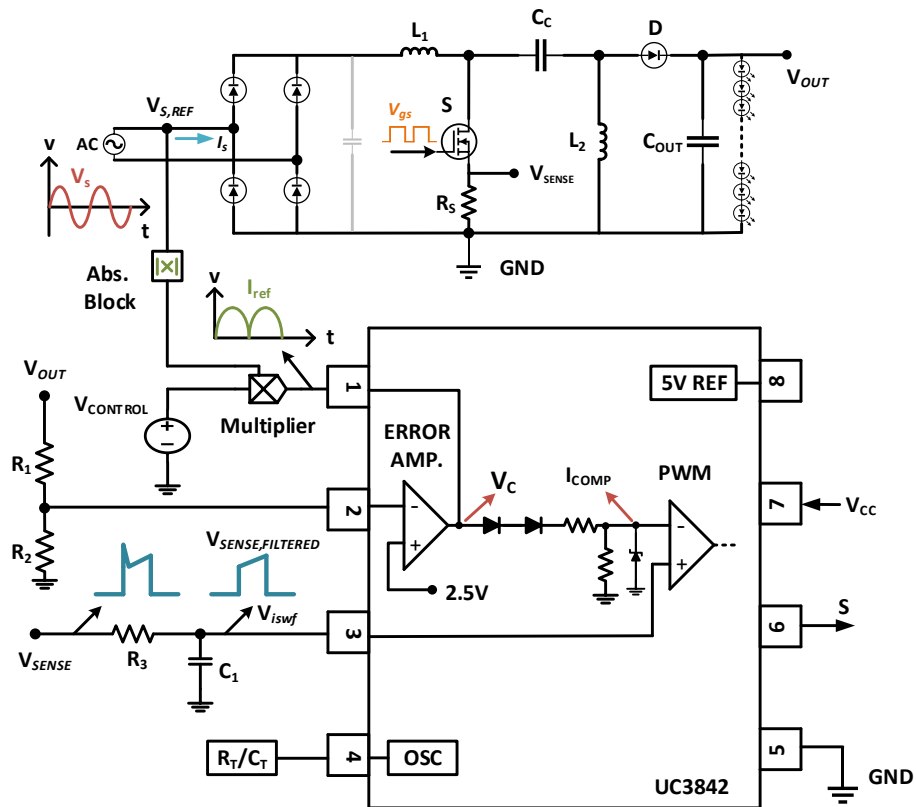 L1
CC
D
VOUT
VS,REF
Vgs
S
v
AC
Is
L2
COUT
VSENSE
Vs
RS
t
GND
Abs.
Block
|×|
v
Iref
t
VOUT
VCONTROL
+
−
Multiplier
1
5V REF
8
ERROR
AMP.
R1
VC
ICOMP
PWM
2
-
-
7
VCC
R2
+
+
VSENSE,FILTERED
2.5V
S
Viswf
3
6
VSENSE
R3
C1
RT/CT
4
OSC
5
UC3842
GND